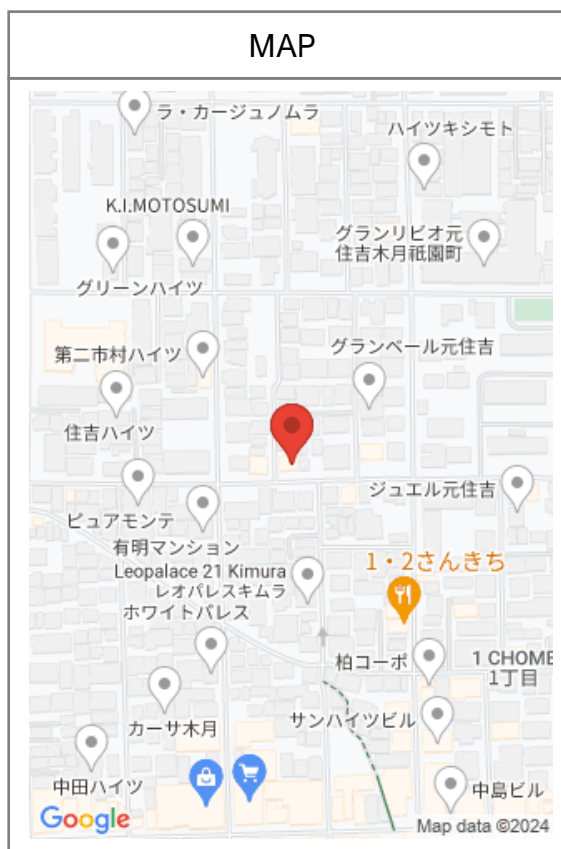 MAP
ラ・カージュノムラ
ハイツキシモト
K.I.MOTOSUMI
グランリビオ元
住吉木月祇園町
グリーンハイツ
第二市村ハイツ
グランベール元住吉
住吉ハイツ
ジュエル元住吉
ピュアモンテ
有明マンション
Leopalace 21 Kimura
レオパレスキムラ
1・2さんきち
ホワイトパレス
柏コーポ
1 CHOME
1丁目
カーサ木月
サンハイツビル
中田ハイツ
中島ビル
Google
Map data ©2024